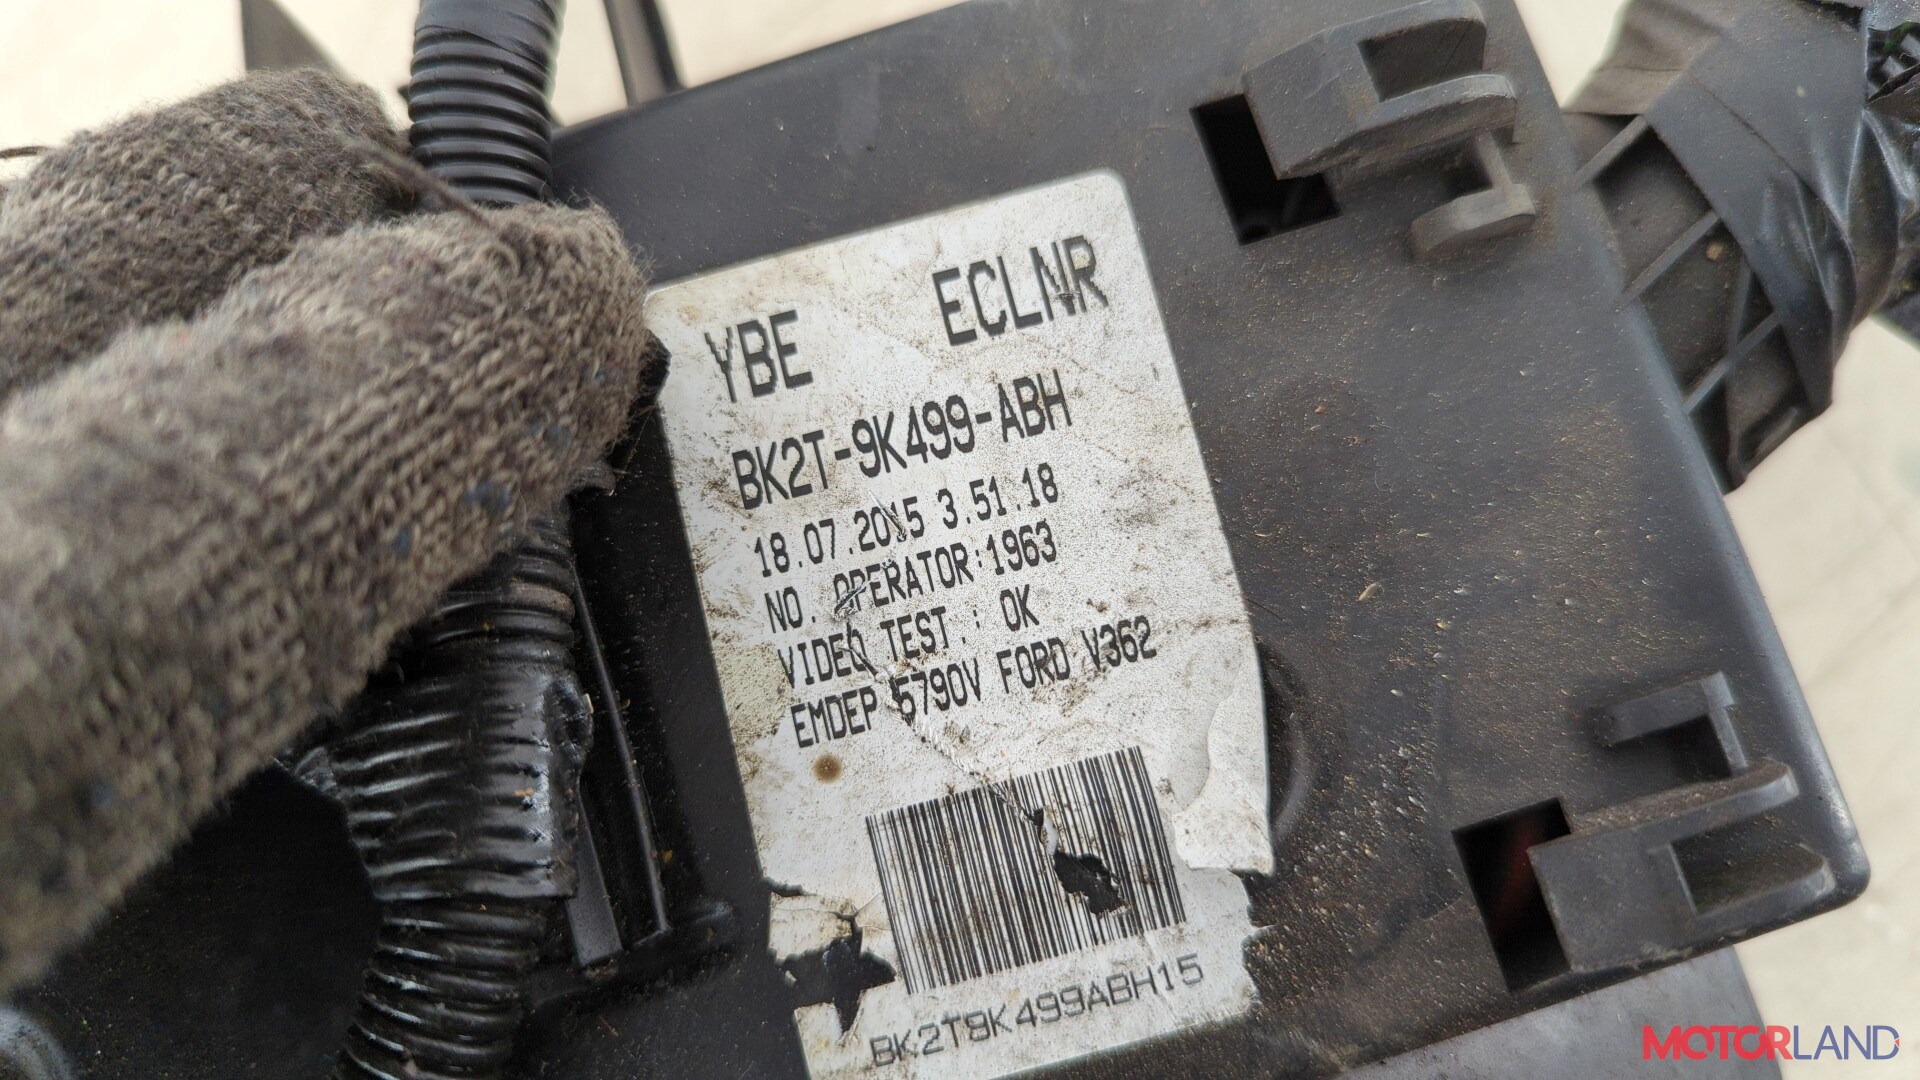 YBE ECLNR
BK2T-9K499-ABH
18.07.2015 3.51.18
NO. OPERATOR:1963
VIDEO TEST.: OK
EMDEP 5790V FORD V362
BK2T9K499ABH15
MOTORLAND